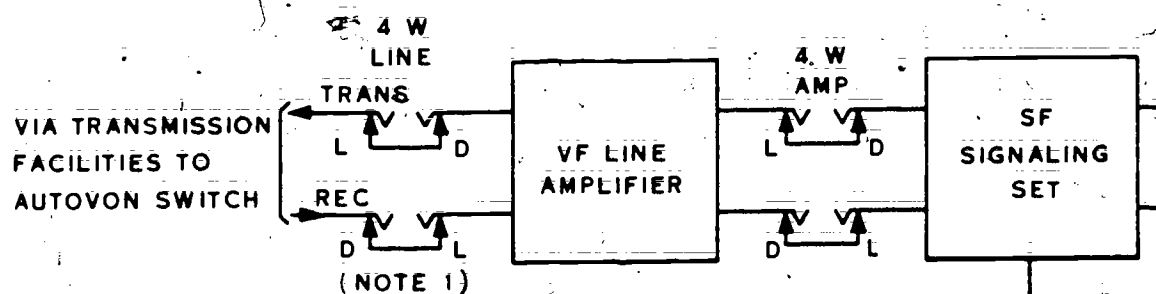 4 W
LINE
TRANS
L D
VIA TRANSMISSION
FACILITIES TO
AUTOVON SWITCH
REC
D L
(NOTE 1)
VF LINE
AMPLIFIER
4. W
AMP
L D
D L
SF
SIGNALING
SET